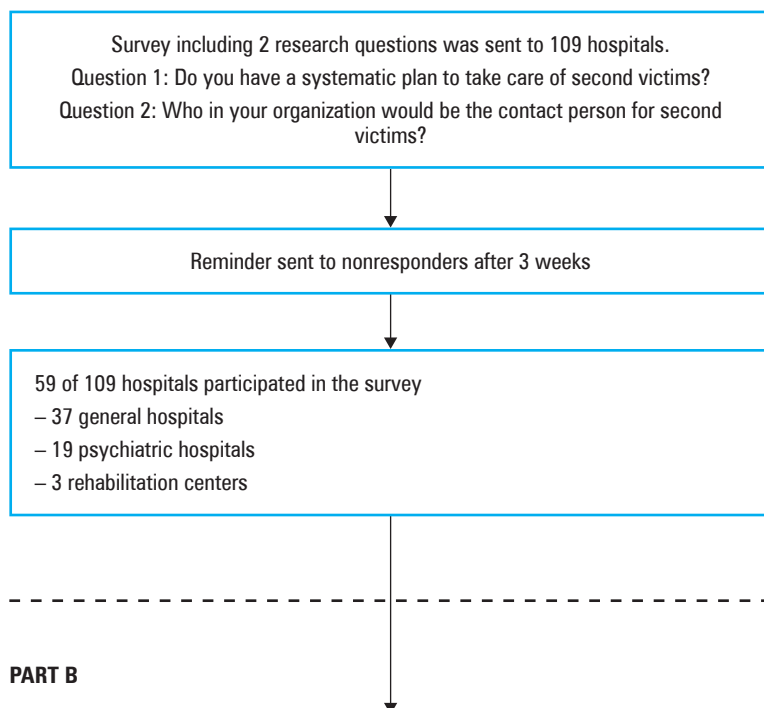 Survey including 2 research questions was sent to 109 hospitals.
Question 1: Do you have a systematic plan to take care of second victims?
Question 2: Who in your organization would be the contact person for second
victims?
Reminder sent to nonresponders after 3 weeks
59 of 109 hospitals participated in the survey
– 37 general hospitals
– 19 psychiatric hospitals
– 3 rehabilitation centers
PART B